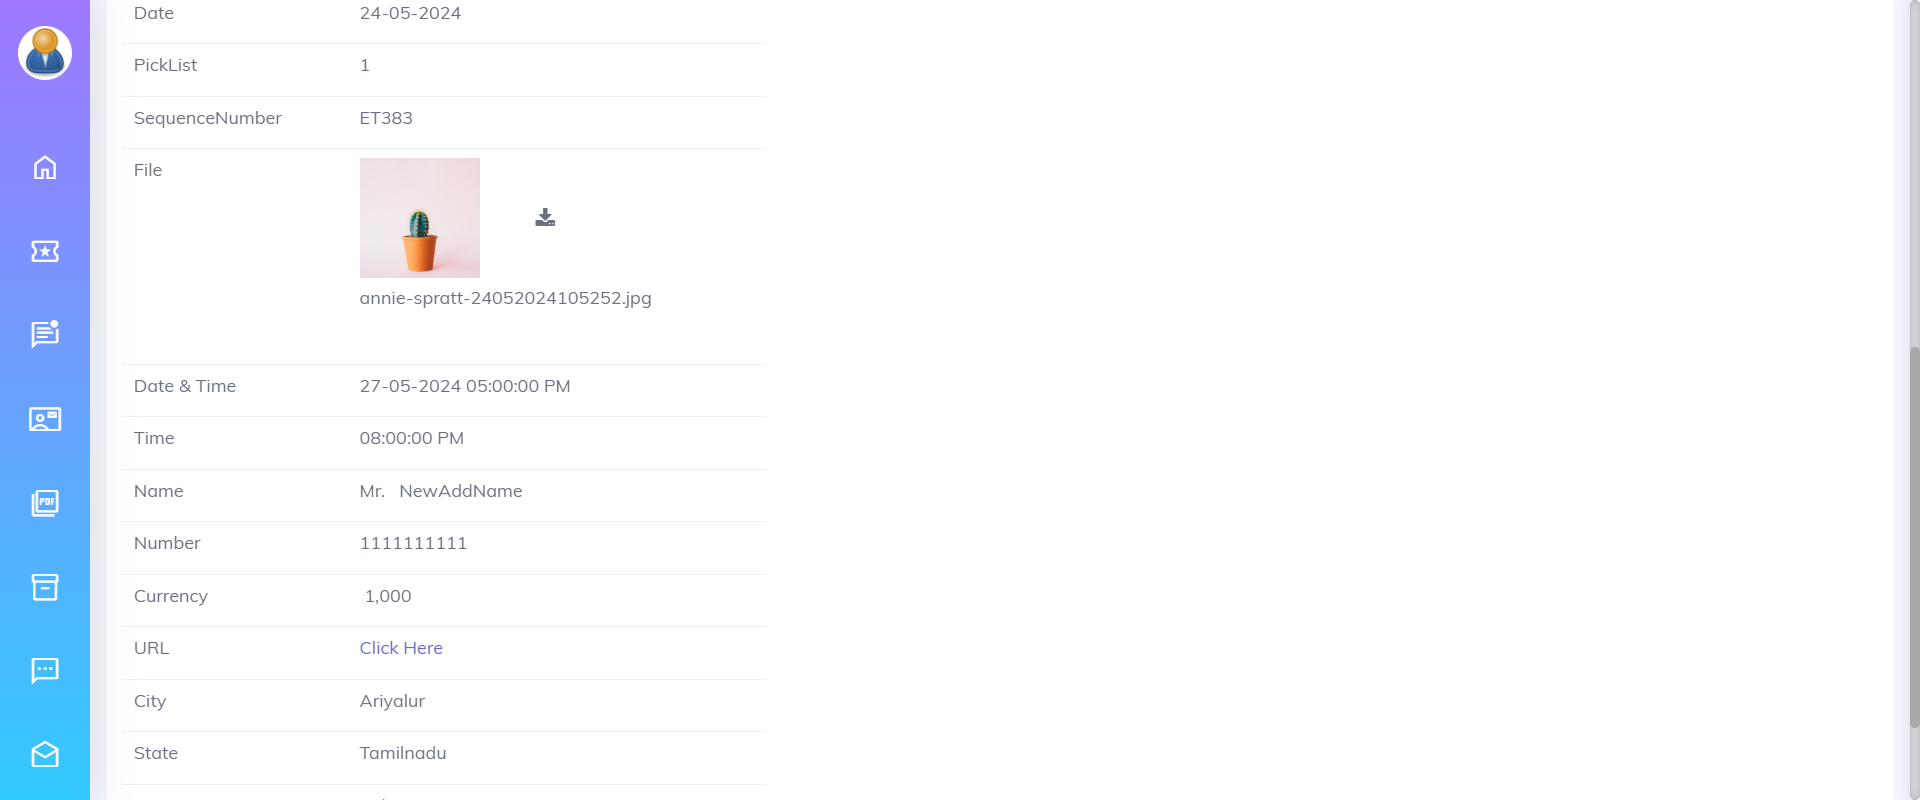 Date 24-05-2024
PickList 1
SequenceNumber ET383
File
annie-spratt-24052024105252.jpg
Date & Time 27-05-2024 05:00:00 PM
Time 08:00:00 PM
Name Mr. NewAddName
Number 1111111111
Currency 1,000
URL Click Here
City Ariyalur
State Tamilnadu
PDF